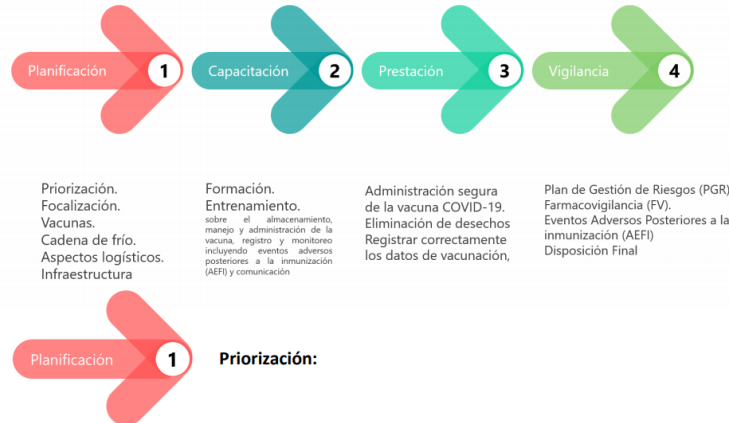 Planificación 1
Capacitación 2
Prestación 3
Vigilancia 4
Priorización.
Focalización.
Vacunas.
Cadena de frío.
Aspectos logísticos.
Infraestructura
Formación.
Entrenamiento.
sobre el almacenamiento,
manejo y administración de la
vacuna, registro y monitoreo
incluyendo eventos adversos
posteriores a la inmunización
(AEFI) y comunicación
Administración segura
de la vacuna COVID-19.
Eliminación de desechos
Registrar correctamente
los datos de vacunación,
Plan de Gestión de Riesgos (PGR)
Farmacovigilancia (FV).
Eventos Adversos Posteriores a la
inmunización (AEFI)
Disposición Final
Planificación 1
Priorización: